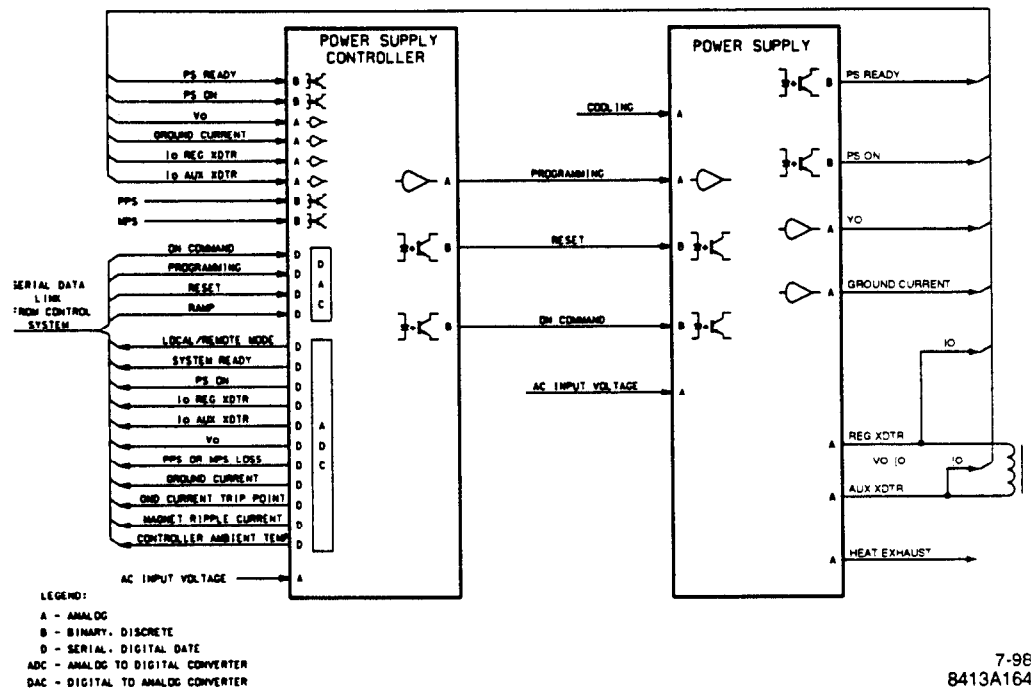 POWER SUPPLY
CONTROLLER
PS READY
B
PS ON
B
Vo
A
GROUND CURRENT
A
Io REG XDTR
A
Io AUX XDTR
A
PPS
B
MPS
B
ON COMMAND
D
PROGRAMMING
D
RESET
D
RAMP
D
DAC
SERIAL DATA
LINK
FROM CONTROL
SYSTEM
LOCAL/REMOTE MODE
D
SYSTEM READY
D
PS ON
D
Io REG XDTR
D
Io AUX XDTR
D
Vo
D
PPS OR MPS LOSS
D
GROUND CURRENT
D
GND CURRENT TRIP POINT
D
MAGNET RIPPLE CURRENT
D
CONTROLLER AMBIENT TEMP
D
ADC
AC INPUT VOLTAGE
A
A
PROGRAMMING
A
B
RESET
B
B
ON COMMAND
B
COOLING
A
AC INPUT VOLTAGE
A
POWER SUPPLY
B
PS READY
B
PS ON
A
VO
A
GROUND CURRENT
IO
A
REG XDTR
VO IO
IO
A
AUX XDTR
A
HEAT EXHAUST
LEGEND:
A - ANALOG
B - BINARY. DISCRETE
D - SERIAL. DIGITAL DATE
ADC - ANALOG TO DIGITAL CONVERTER
DAC - DIGITAL TO ANALOG CONVERTER
7-98
8413A164